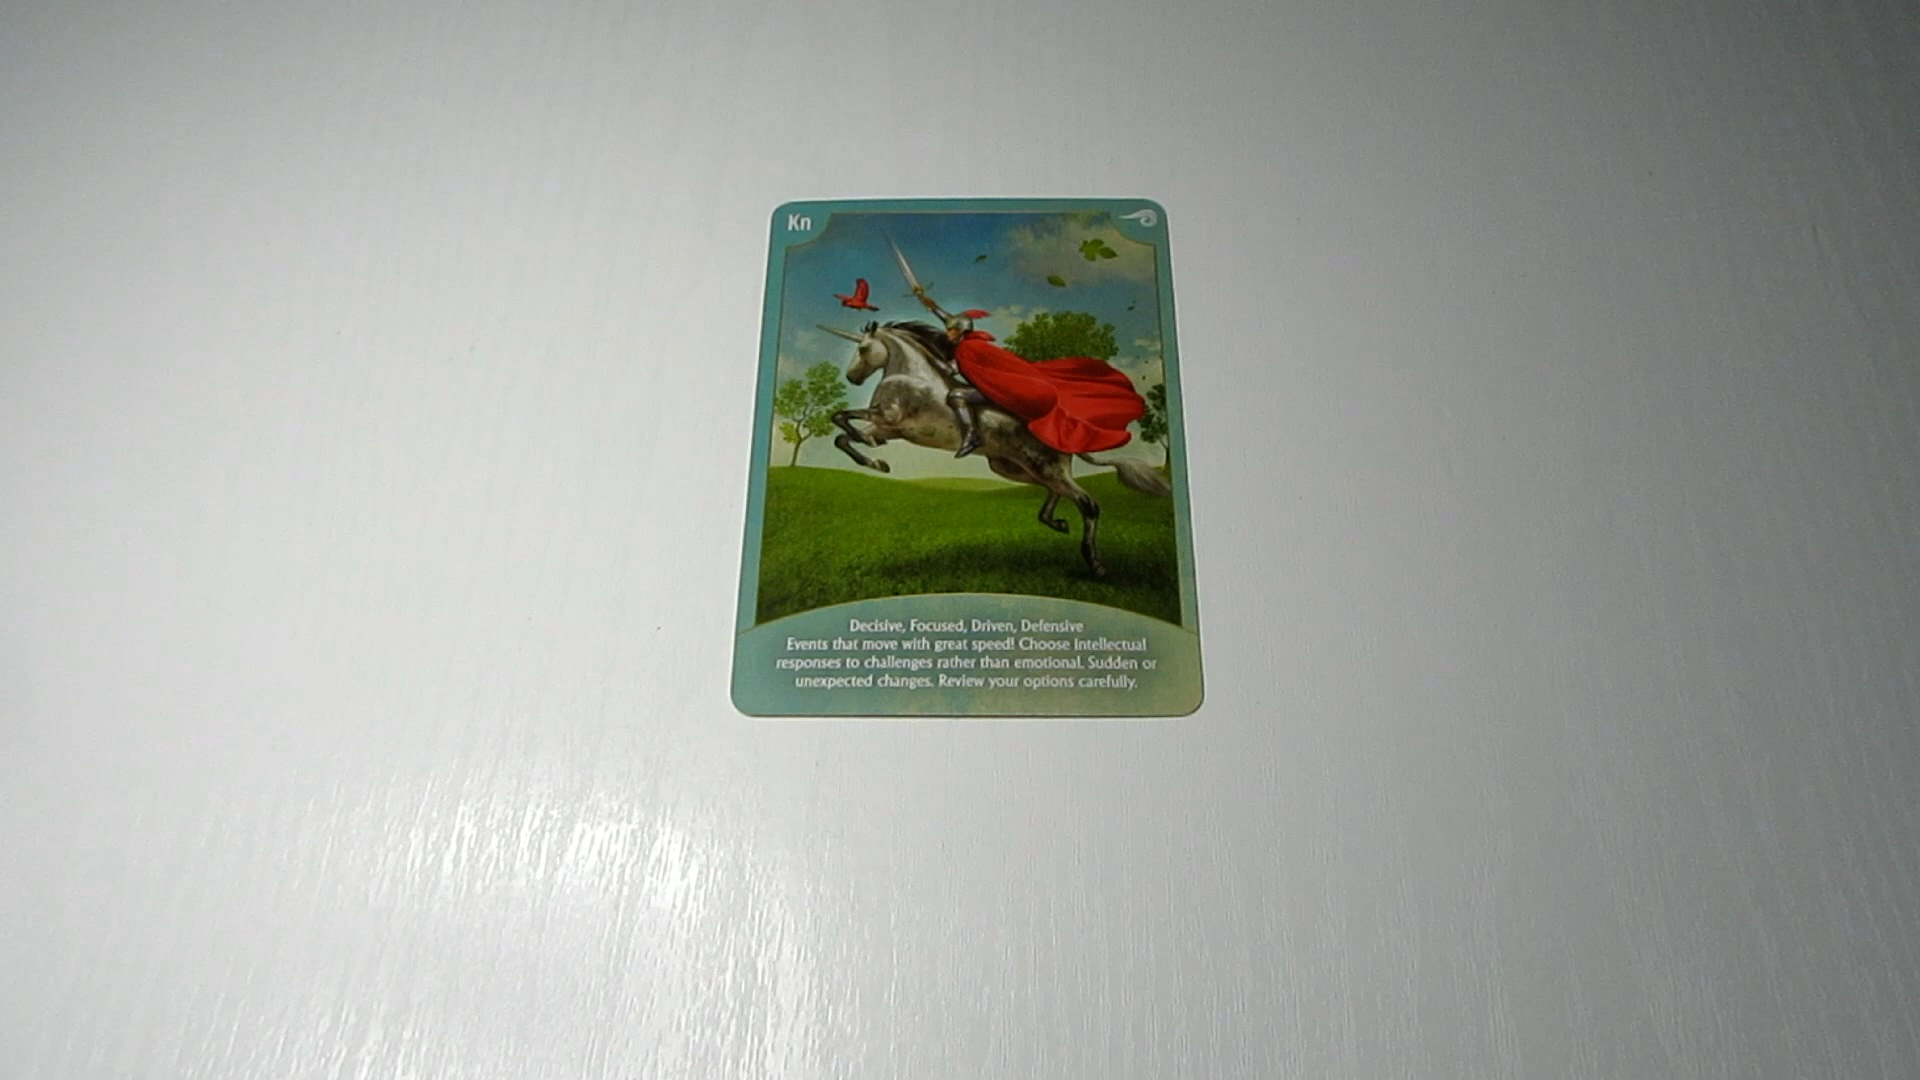 Kn
Decisive, Focused, Driven, Defensive
Events that move with great speed! Choose intellectual
responses to challenges rather than emotional. Sudden or
unexpected changes. Review your options carefully.